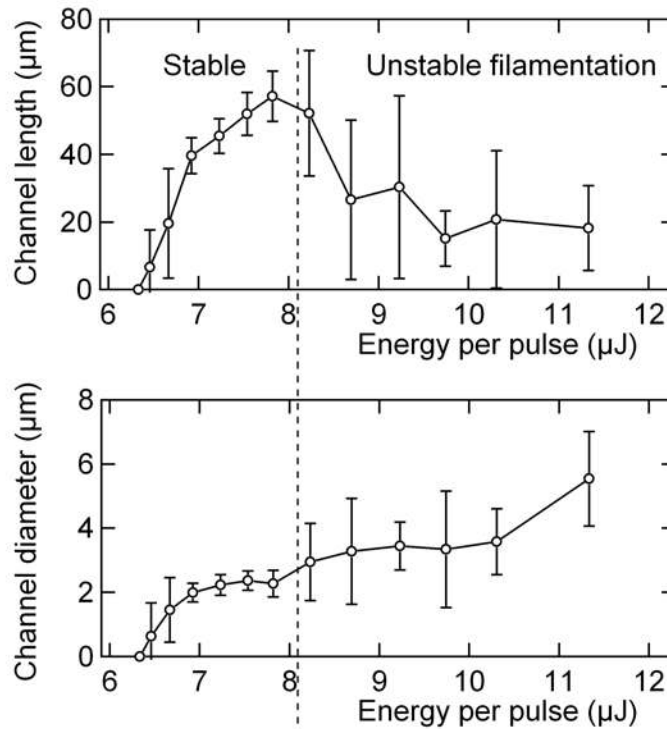 80
Stable
Unstable filamentation
60
40
20
0
Channel length (µm)
6 7 8 9 10 11 12
Energy per pulse (µJ)
8
6
4
2
0
Channel diameter (µm)
6 7 8 9 10 11 12
Energy per pulse (µJ)